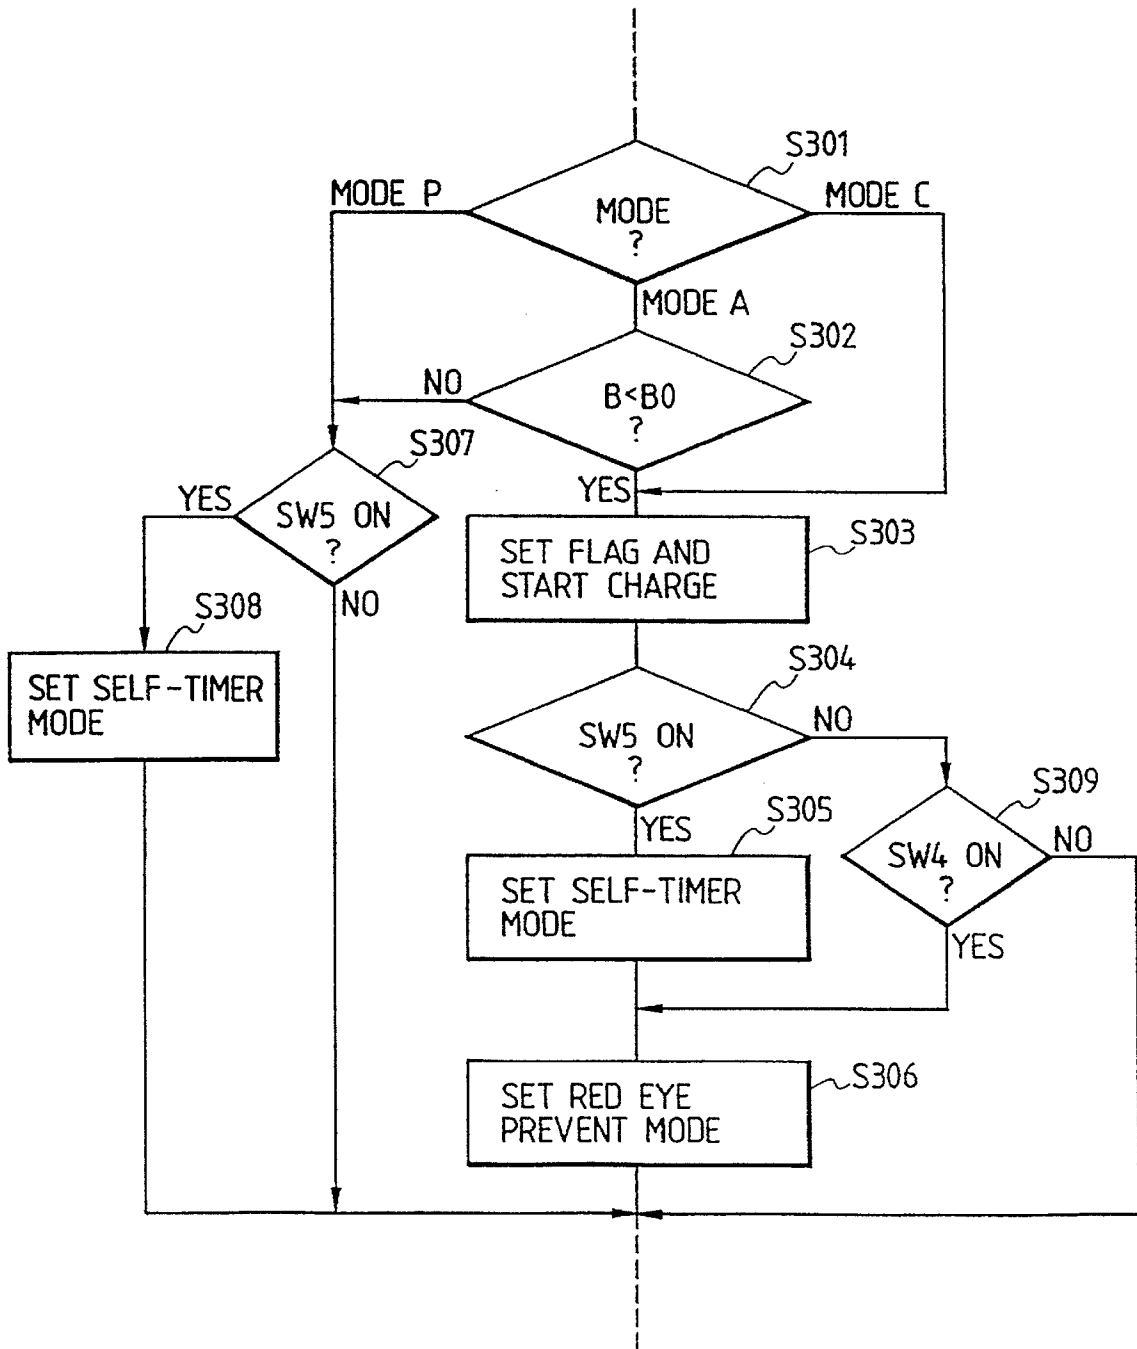 S301
MODE P
MODE C
MODE
?
MODE A
S302
NO
B<B0
?
S307
YES
YES
SW5 ON
?
S303
SET FLAG AND
START CHARGE
NO
S308
S304
SET SELF-TIMER
MODE
NO
SW5 ON
?
S309
YES
S305
NO
SW4 ON
?
SET SELF-TIMER
MODE
YES
S306
SET RED EYE
PREVENT MODE